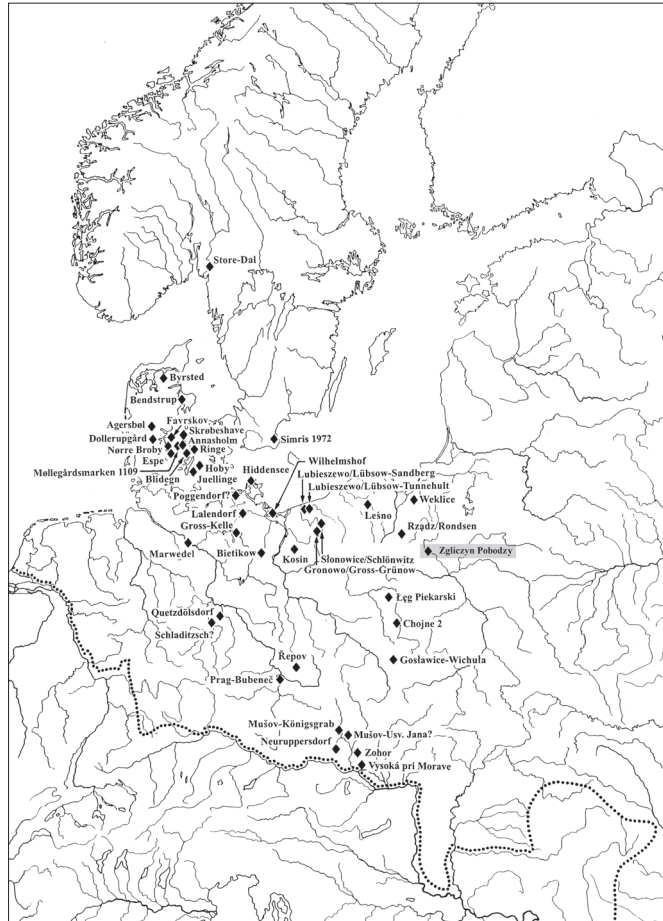 Store-Dal
Byrsted
Bendstrup
Agersbøl
Favrskov
Skrøbeshave
Dollerupgård
Annasholm
Simris 1972
Nørre Broby
Ringe
Wilhelmshof
Espe
Hoby
Lubieszewo/Lübsow-Sandberg
Møllegårdsmarken 1109
Hiddensee
Blidegn
Juellinge
Lubieszewo/Lübsow-Tunnehult
Poggendorf?
Weklice
Lalendorf
Leśno
Gross-Kelle
Rządz/Rondsen
Marwedel
Zgliczyn Pobodzy
Bietikow
Kosin
Słonowice/Schlönwitz
Gronowo/Gross-Grünow
Łęg Piekarski
Quetzdölsdorf
Chojne 2
Schladitzsch?
Řepov
Gosławice-Wichuła
Prag-Bubeneč
Mušov-Königsgrab
Mušov-Usv. Jana?
Neuruppersdorf
Zohor
Vysoká pri Morave